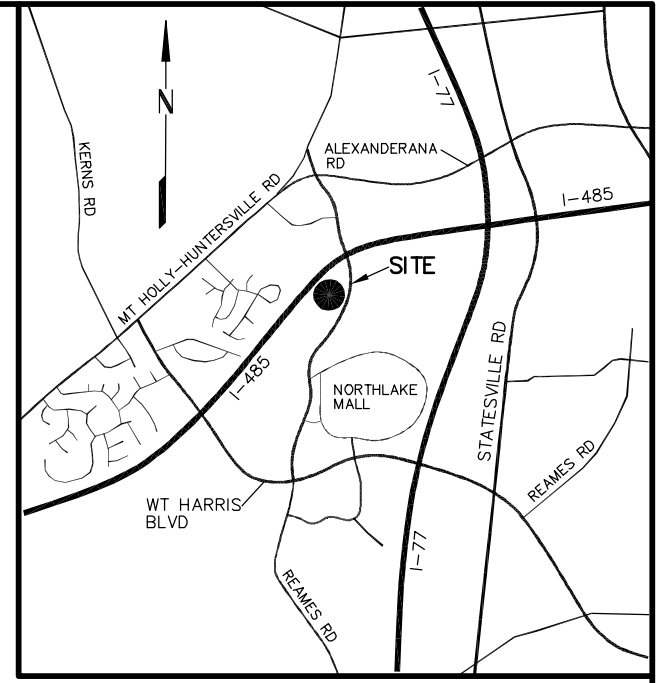 I-77
N
KERNS RD
ALEXANDERANA
RD
I-485
MT HOLLY-HUNTERSVILLE RD
SITE
I-485
NORTHLAKE
MALL
STATESVILLE RD
REAMES RD
WT HARRIS
BLVD
I-77
REAMES RD